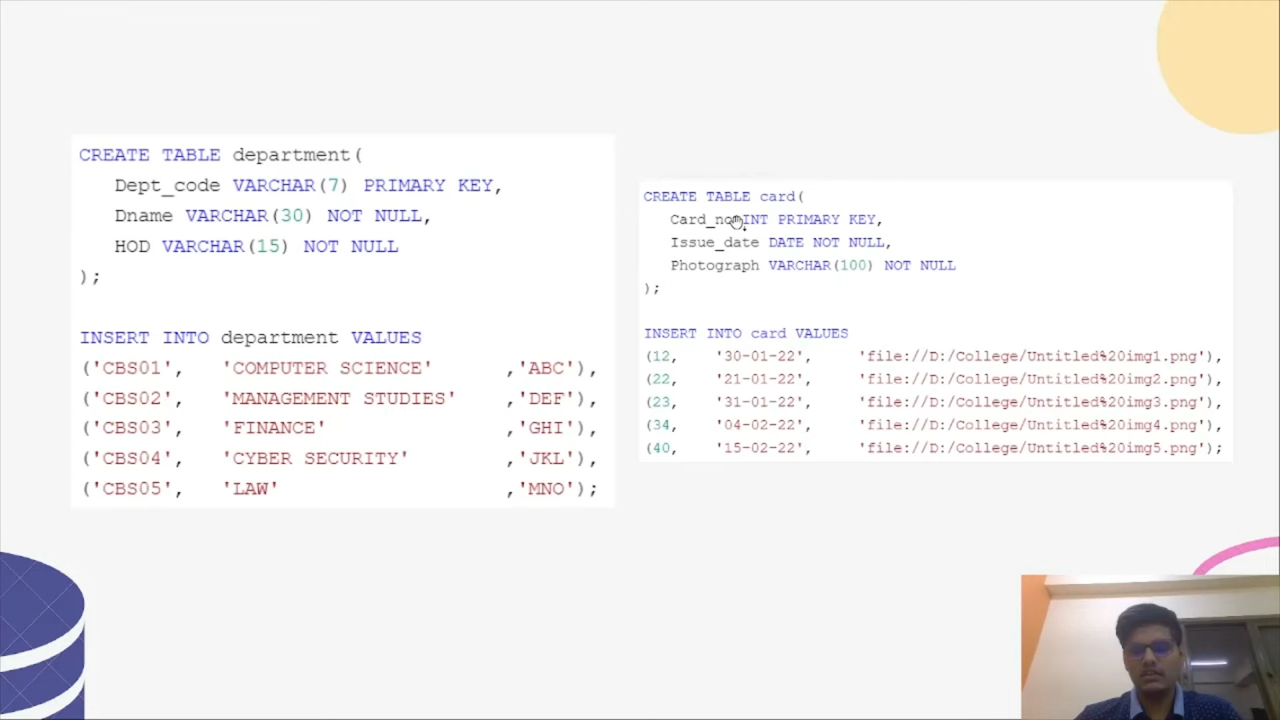 CREATE TABLE department(
Dept_code VARCHAR(7) PRIMARY KEY,
Dname VARCHAR(30) NOT NULL,
HOD VARCHAR(15) NOT NULL
);
INSERT INTO department VALUES
('CBS01', 'COMPUTER SCIENCE' ,'ABC'),
('CBS02', 'MANAGEMENT STUDIES' ,'DEF'),
('CBS03', 'FINANCE' ,'GHI'),
('CBS04', 'CYBER SECURITY' ,'JKL'),
('CBS05', 'LAW' ,'MNO');
CREATE TABLE card(
Card_no INT PRIMARY KEY,
Issue_date DATE NOT NULL,
Photograph VARCHAR(100) NOT NULL
);
INSERT INTO card VALUES
(12, '30-01-22', 'file://D:/College/Untitled%20img1.png'),
(22, '21-01-22', 'file://D:/College/Untitled%20img2.png'),
(23, '31-01-22', 'file://D:/College/Untitled%20img3.png'),
(34, '04-02-22', 'file://D:/College/Untitled%20img4.png'),
(40, '15-02-22', 'file://D:/College/Untitled%20img5.png');